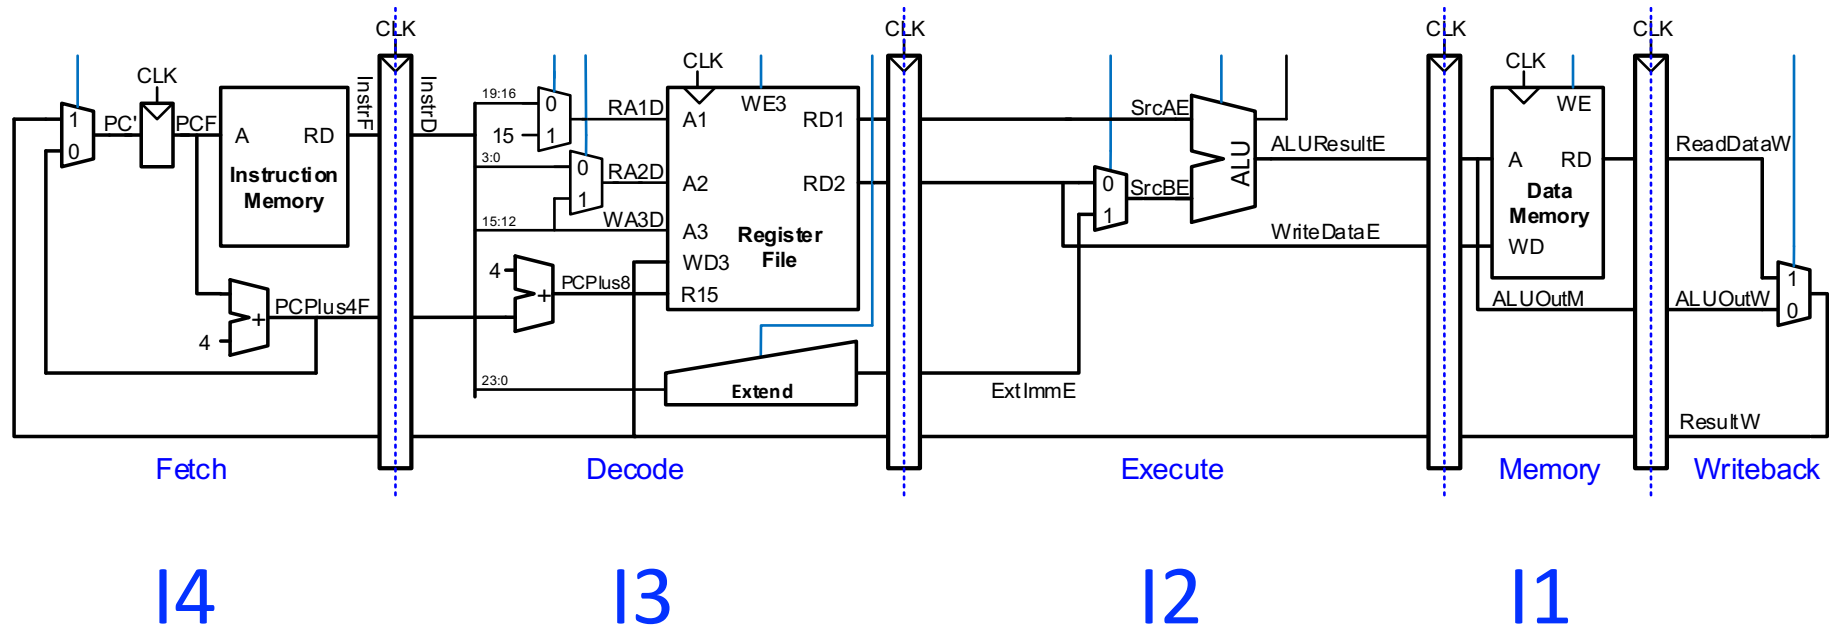 CLK CLK CLK CLK
CLK CLK CLK
InstrF InstrD
1 PC' PCF A RD
0
Instruction
Memory
19:16 0 RA1D A1 WE3 RD1 SrcAE ALUResultE WE ReadDataW
15 1
3:0 0 RA2D A2 RD2 0 SrcBE ALU A RD
1 1
15:12 WA3D A3 Register
File
WriteDataE WD Data
Memory
4 WD3 1
PCPlus4F + 4 + PCPlus8 R15 ALUOutM ALUOutW 0
23:0 Extend ExtImmE
ResultW
Fetch Decode Execute Memory Writeback
I4 I3 I2 I1